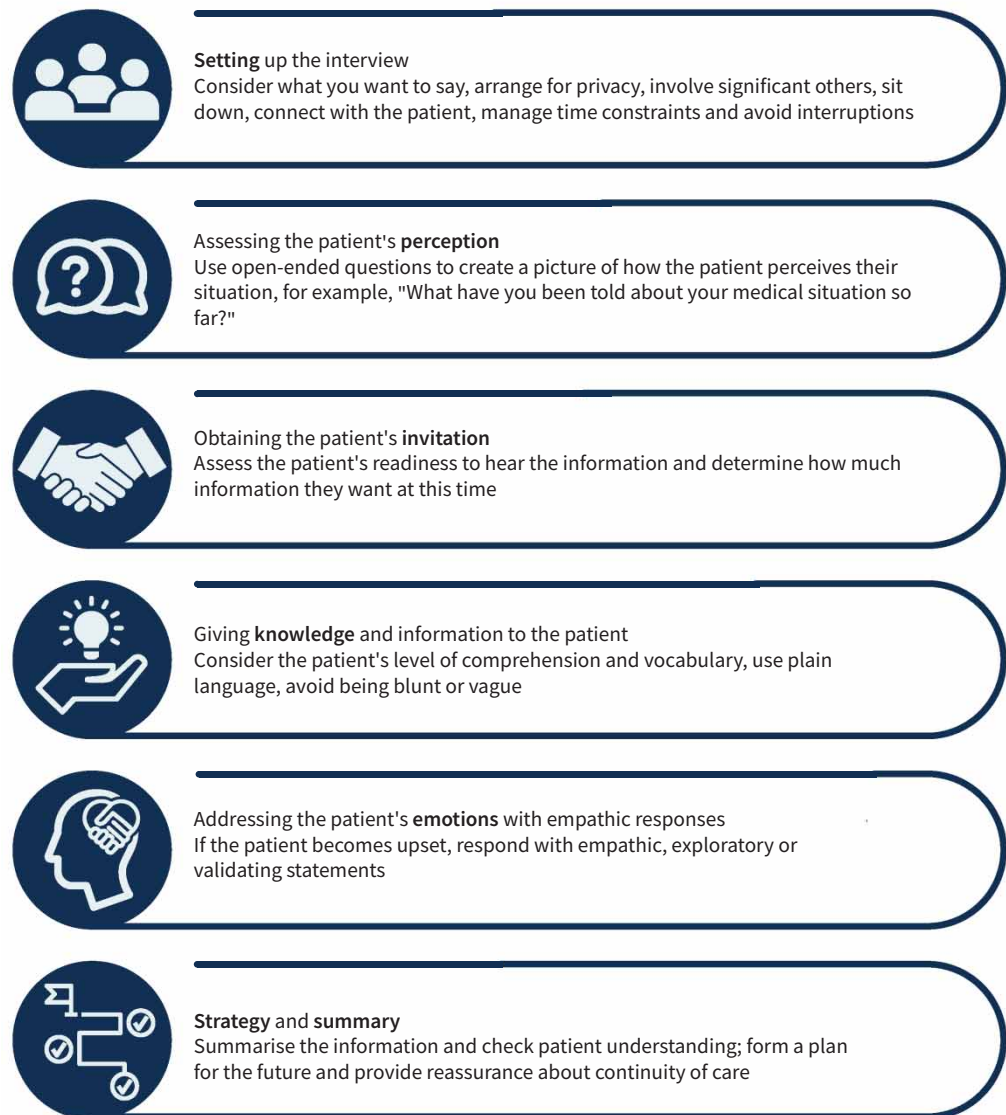 Setting up the interview
Consider what you want to say, arrange for privacy, involve significant others, sit
down, connect with the patient, manage time constraints and avoid interruptions
?
Assessing the patient's perception
Use open-ended questions to create a picture of how the patient perceives their
situation, for example, "What have you been told about your medical situation so
far?"
Obtaining the patient's invitation
Assess the patient's readiness to hear the information and determine how much
information they want at this time
Giving knowledge and information to the patient
Consider the patient's level of comprehension and vocabulary, use plain
language, avoid being blunt or vague
Addressing the patient's emotions with empathic responses
If the patient becomes upset, respond with empathic, exploratory or
validating statements
Strategy and summary
Summarise the information and check patient understanding; form a plan
for the future and provide reassurance about continuity of care